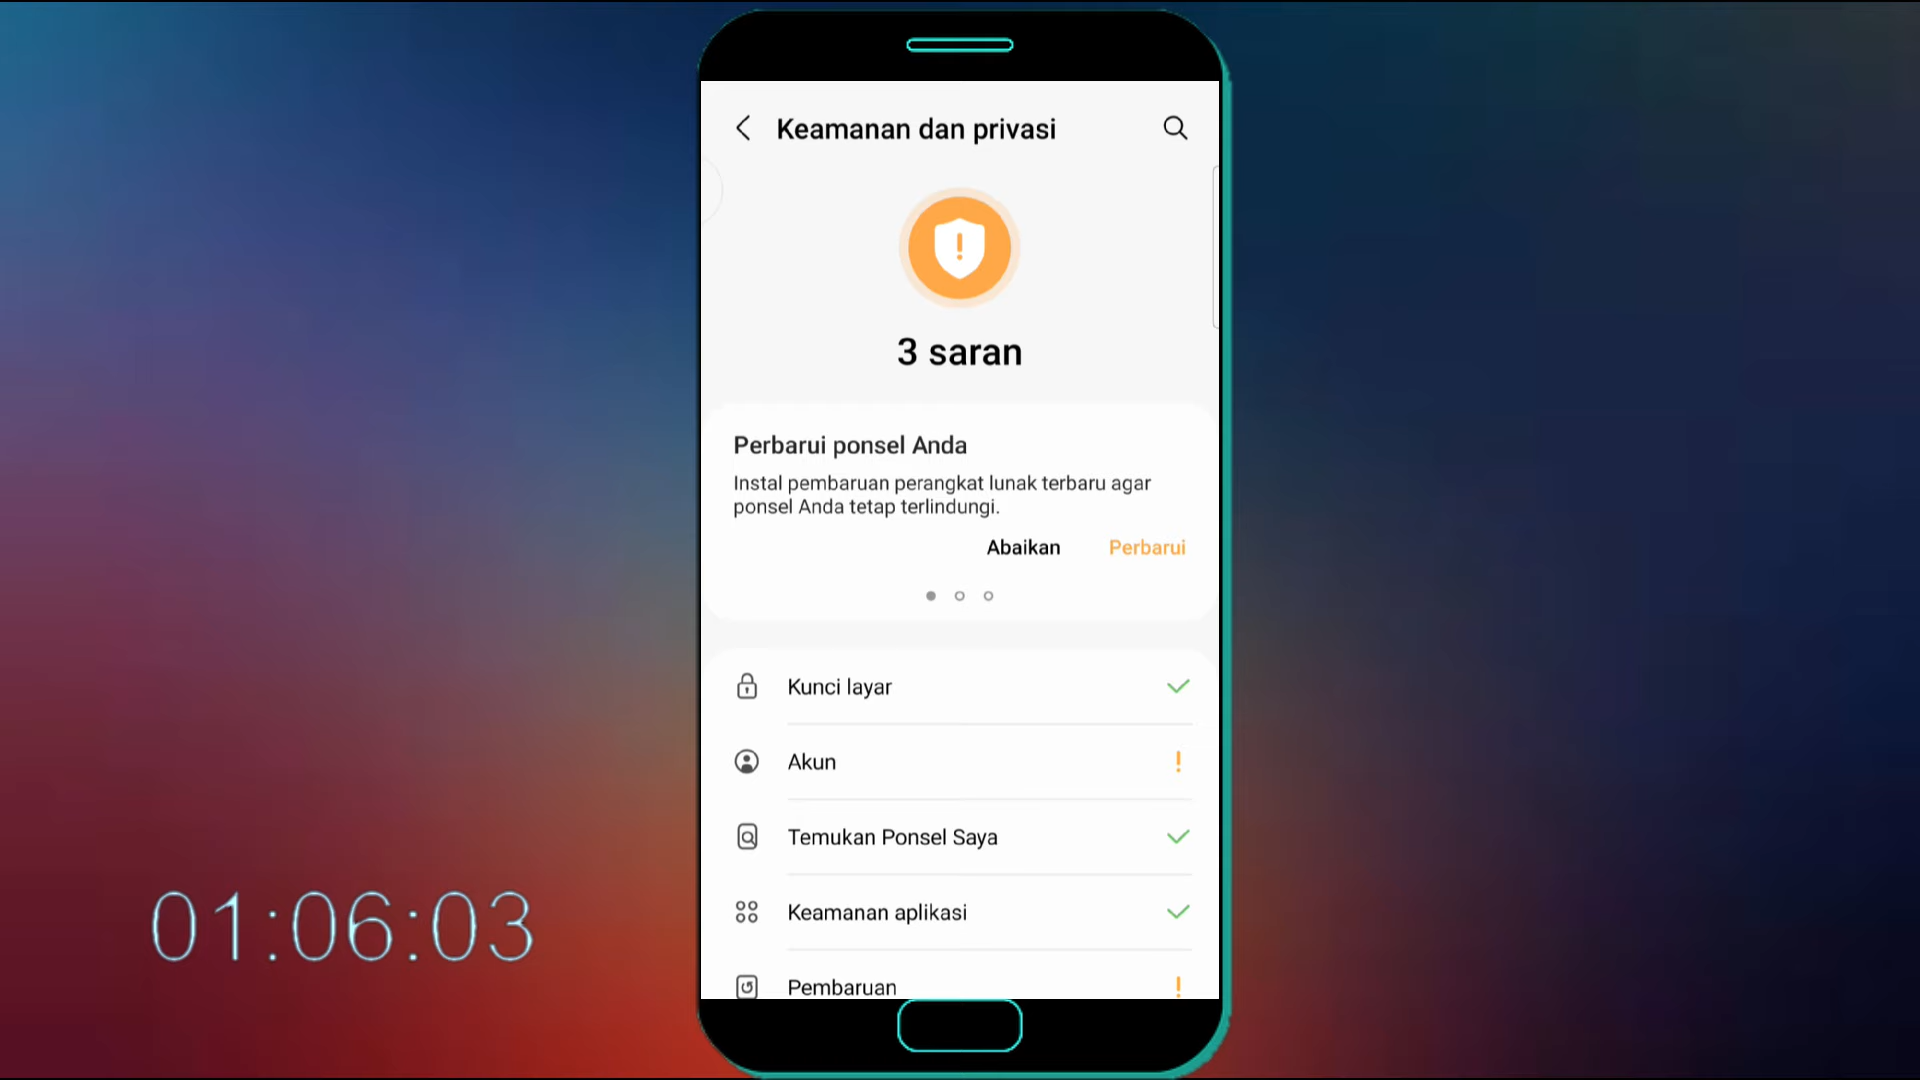 Keamanan dan privasi
3 saran
Perbarui ponsel Anda
Instal pembaruan perangkat lunak terbaru agar
ponsel Anda tetap terlindungi.
Abaikan Perbarui
Kunci layar
Akun
Temukan Ponsel Saya
Keamanan aplikasi
Pembaruan
01:06:03